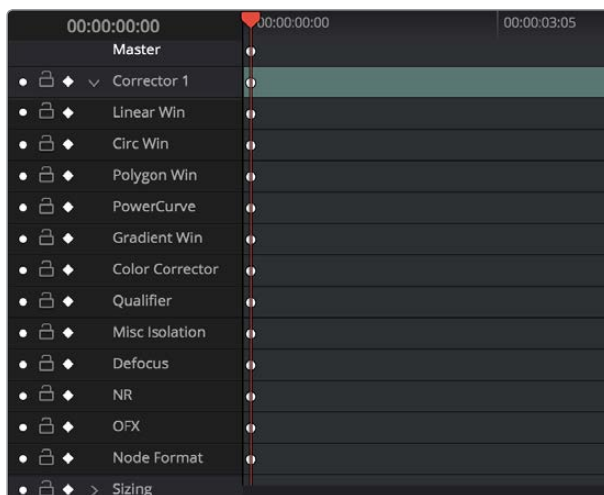 00:00:00:00 00:00:00:00 00:00:03:05
Master
Corrector 1
Linear Win
Circ Win
Polygon Win
PowerCurve
Gradient Win
Color Corrector
Qualifier
Misc Isolation
Defocus
NR
OFX
Node Format
Sizing